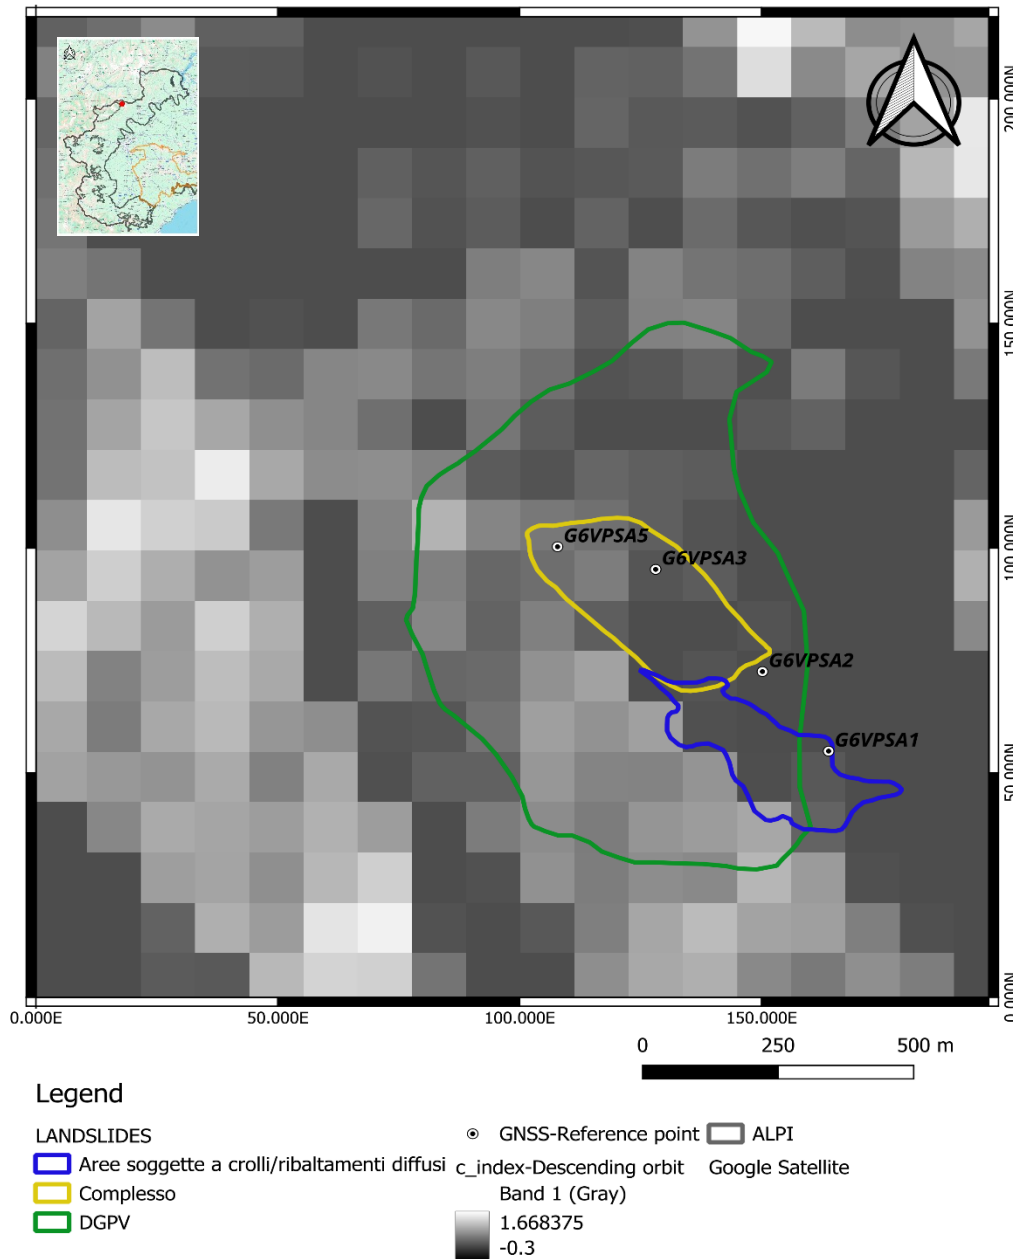 200.000N
150.000N
G6VPSA5
G6VPSA3
100.000N
G6VPSA2
G6VPSA1
50.000N
0.000N
0.000E 50.000E 100.000E 150.000E
0 250 500 m
Legend
LANDSLIDES
Aree soggette a crolli/ribaltamenti diffusi
Complesso
DGPV
GNSS-Reference point
c_index-Descending orbit
Band 1 (Gray)
1.668375
-0.3
ALPI
Google Satellite